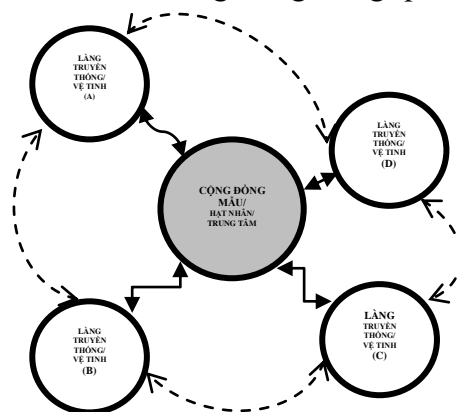 LÀNG
TRUYỀN
THỐNG/
VỆ TINH
(A)
LÀNG
TRUYỀN
THỐNG/
VỆ TINH
(D)
CỘNG ĐỒNG
MẪU/
HẠT NHÂN/
TRUNG TÂM
LÀNG
TRUYỀN
THỐNG/
VỆ TINH
(B)
LÀNG
TRUYỀN
THỐNG/
VỆ TINH
(C)